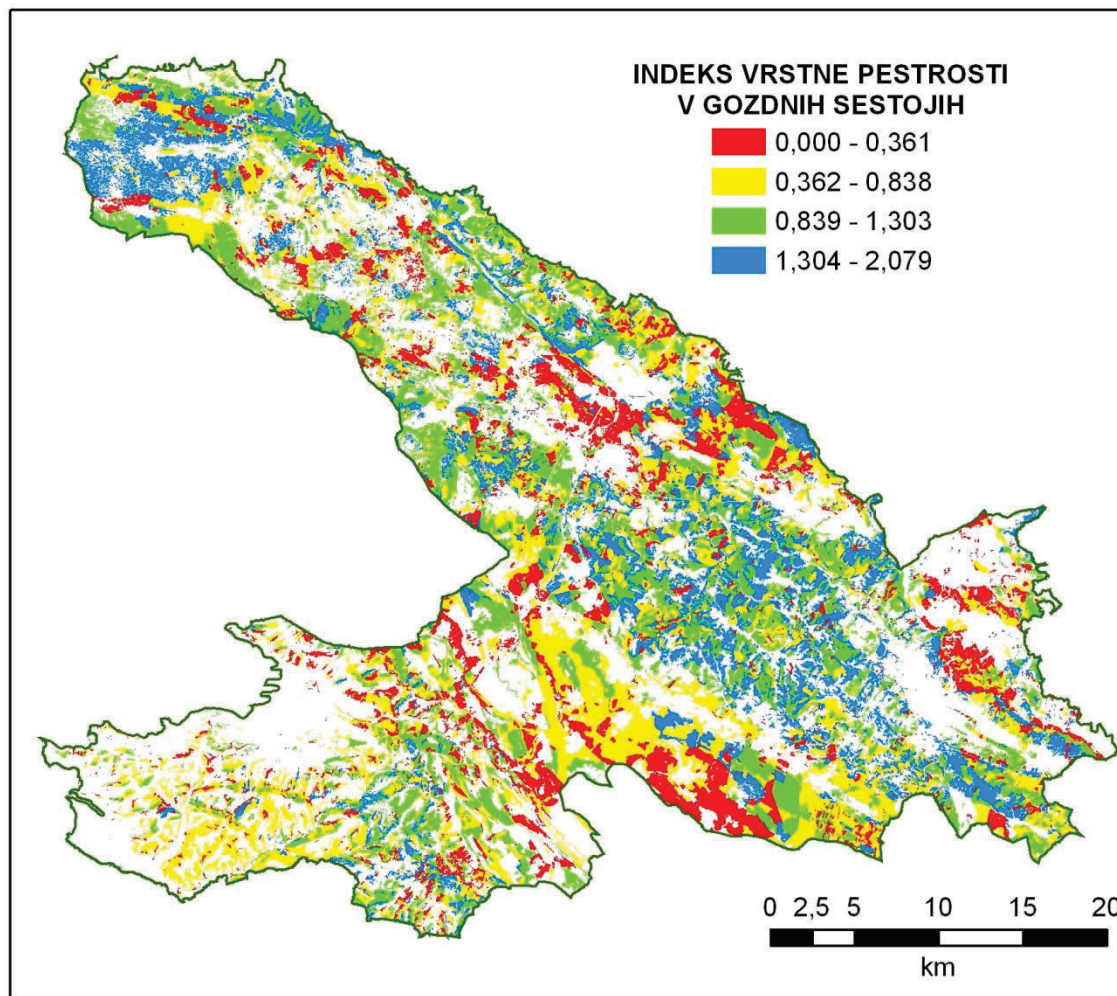 INDEKS VRSTNE PESTROSTI
V GOZDNIH SESTOJIH
0,000 - 0,361
0,362 - 0,838
0,839 - 1,303
1,304 - 2,079
0 2,5 5 10 15 20
km